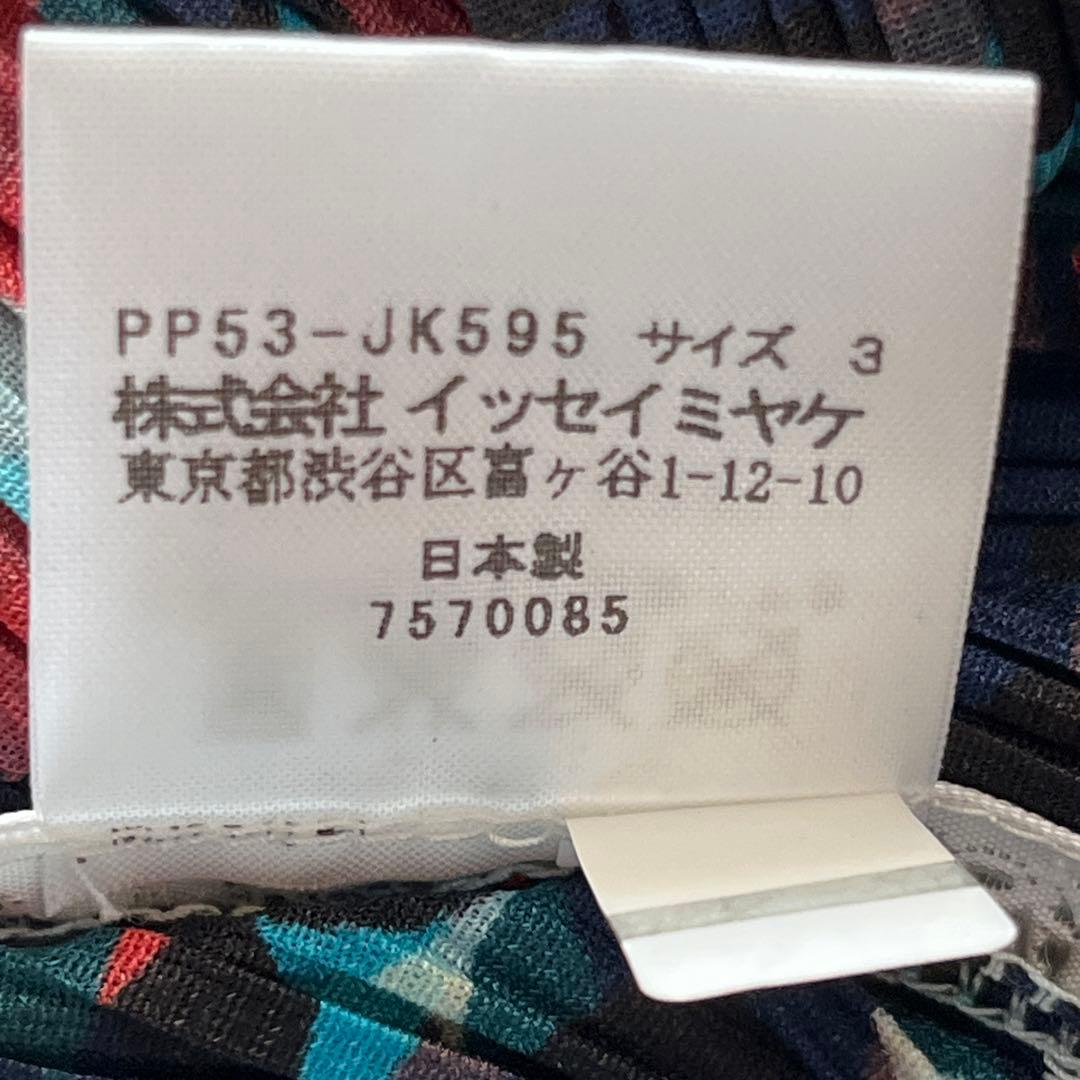 PP53-JK595 サイズ 3
株式会社 イッセイミヤケ
東京都渋谷区富ヶ谷1-12-10
日本製
7570085